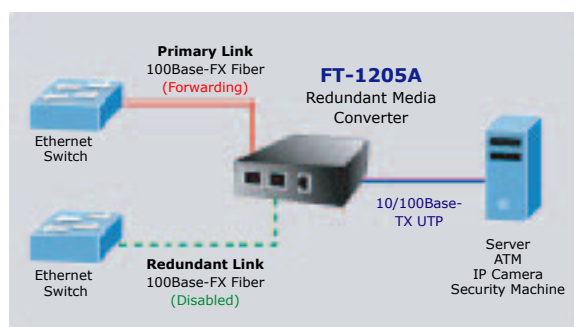 Primary Link
100Base-FX Fiber
(Forwarding)
FT-1205A
Redundant Media
Converter
Ethernet
Switch
10/100Base-
TX UTP
Server
ATM
IP Camera
Security Machine
Ethernet
Switch
Redundant Link
100Base-FX Fiber
(Disabled)